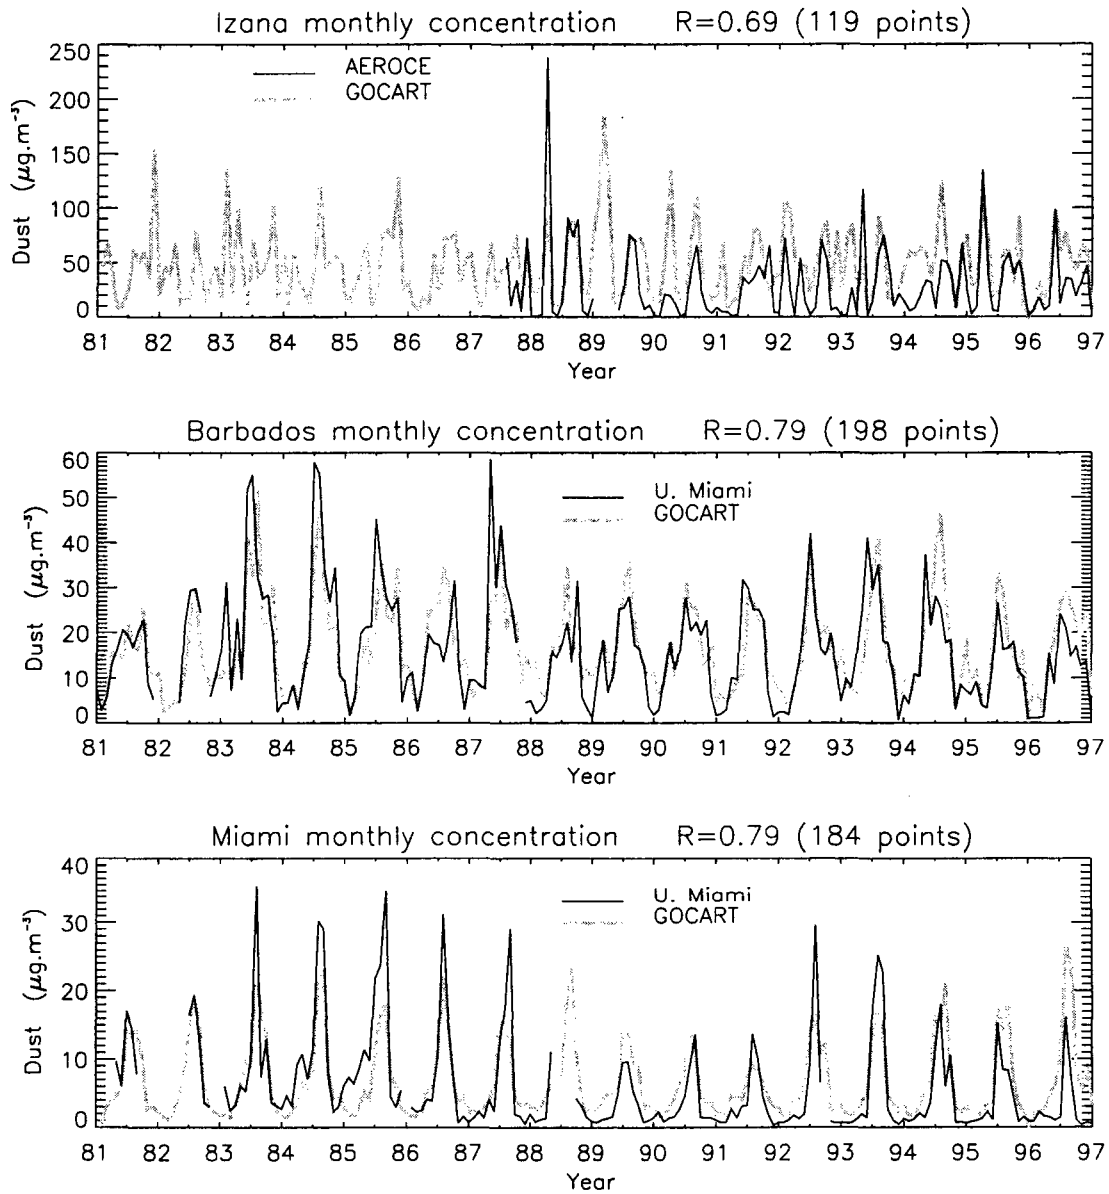 Izana monthly concentration R=0.69 (119 points)
AEROCE
GOCART
250
200
150
100
50
0
Dust (μg.m⁻³)
81 82 83 84 85 86 87 88 89 90 91 92 93 94 95 96 97
Year
Barbados monthly concentration R=0.79 (198 points)
U. Miami
GOCART
60
50
40
30
20
10
0
Dust (μg.m⁻³)
81 82 83 84 85 86 87 88 89 90 91 92 93 94 95 96 97
Year
Miami monthly concentration R=0.79 (184 points)
U. Miami
GOCART
40
30
20
10
0
Dust (μg.m⁻³)
81 82 83 84 85 86 87 88 89 90 91 92 93 94 95 96 97
Year